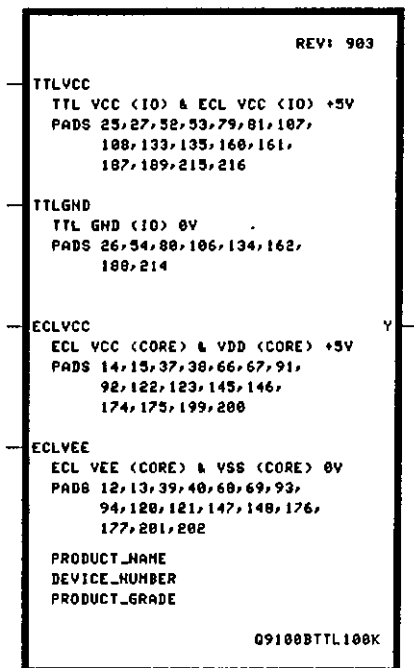 REV: 903
TTLVCC
TTL VCC (IO) & ECL VCC (IO) +5V
PADS 25,27,52,53,79,81,107,
108,133,135,160,161,
187,189,215,216
TTLGND
TTL GND (IO) 0V
PADS 26,54,80,106,134,162,
188,214
ECLVCC
Y
ECL VCC (CORE) & VDD (CORE) +5V
PADS 14,15,37,38,66,67,91,
92,122,123,145,146,
174,175,199,200
ECLVEE
ECL VEE (CORE) & VSS (CORE) 0V
PADS 12,13,39,40,68,69,93,
94,120,121,147,148,176,
177,201,202
PRODUCT_NAME
DEVICE_NUMBER
PRODUCT_GRADE
Q9100BTTL100K